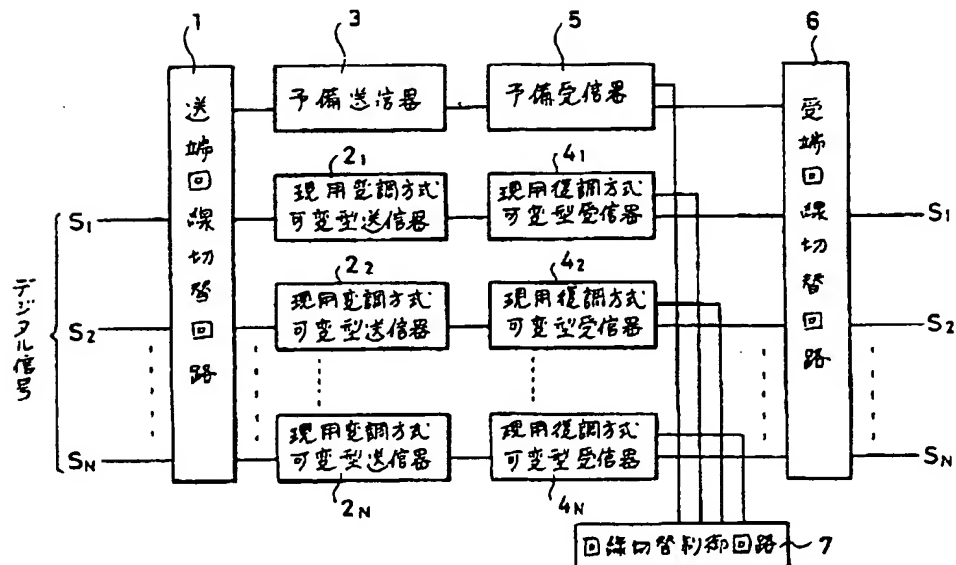 1
3
5
6
送端回線切替回路
予備送信器
予備受信器
受端回線切替回路
2₁
4₁
現用変調方式
可変型送信器
現用復調方式
可変型受信器
S₁
S₁
2₂
4₂
現用変調方式
可変型送信器
現用復調方式
可変型受信器
デジタル信号
S₂
S₂
現用変調方式
可変型送信器
現用復調方式
可変型受信器
S_N
S_N
2_N
4_N
回線切替制御回路
7